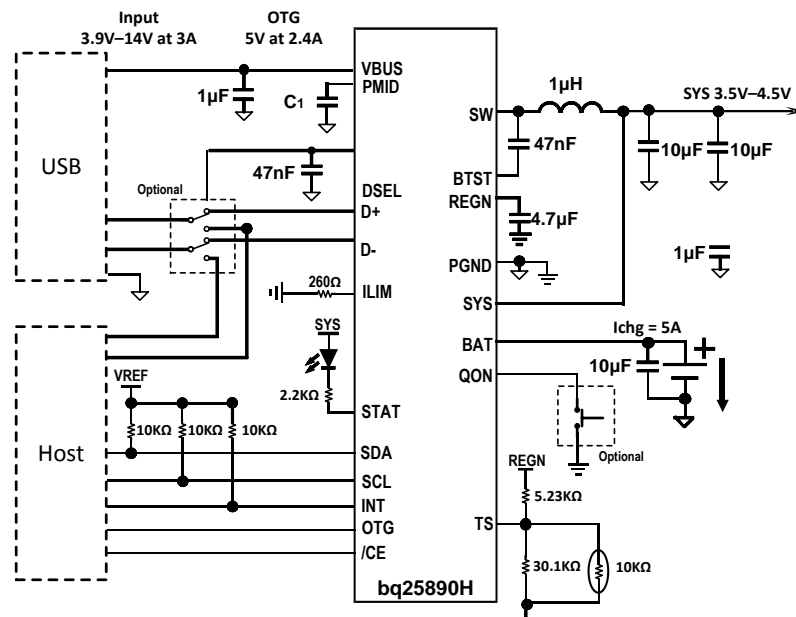 Input
3.9V–14V at 3A
OTG
5V at 2.4A
VBUS
PMID
1µF
C1
1µH
SYS 3.5V–4.5V
SW
47nF
10µF
10µF
USB
47nF
BTST
Optional
DSEL
REGN
D+
4.7µF
D-
PGND
1µF
260Ω
ILIM
SYS
SYS
Ichg = 5A
BAT
+
10µF
QON
VREF
2.2KΩ
STAT
10KΩ
10KΩ
10KΩ
Host
SDA
REGN
Optional
SCL
5.23KΩ
INT
OTG
TS
/CE
30.1KΩ
10KΩ
bq25890H